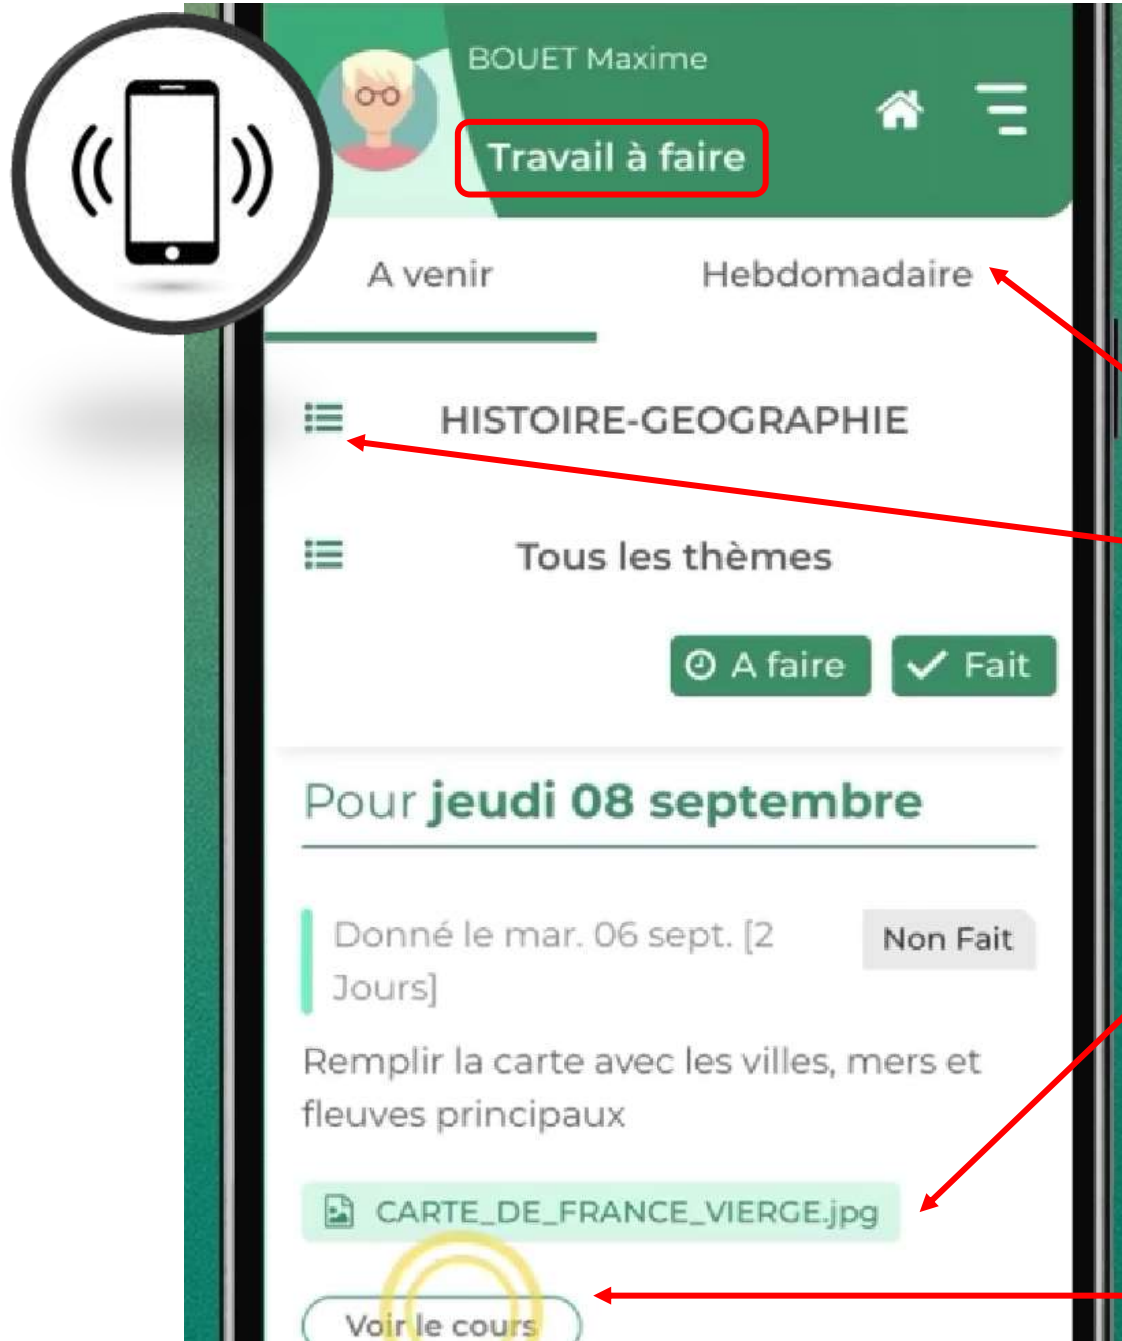 BOUET Maxime
Travail à faire
A venir
Hebdomadaire
HISTOIRE-GEOGRAPHIE
Tous les thèmes
A faire
Fait
Pour jeudi 08 septembre
Donné le mar. 06 sept. [2
Jours]
Non Fait
Remplir la carte avec les villes, mers et
fleuves principaux
CARTE_DE_FRANCE_VIERGE.jpg
Voir le cours